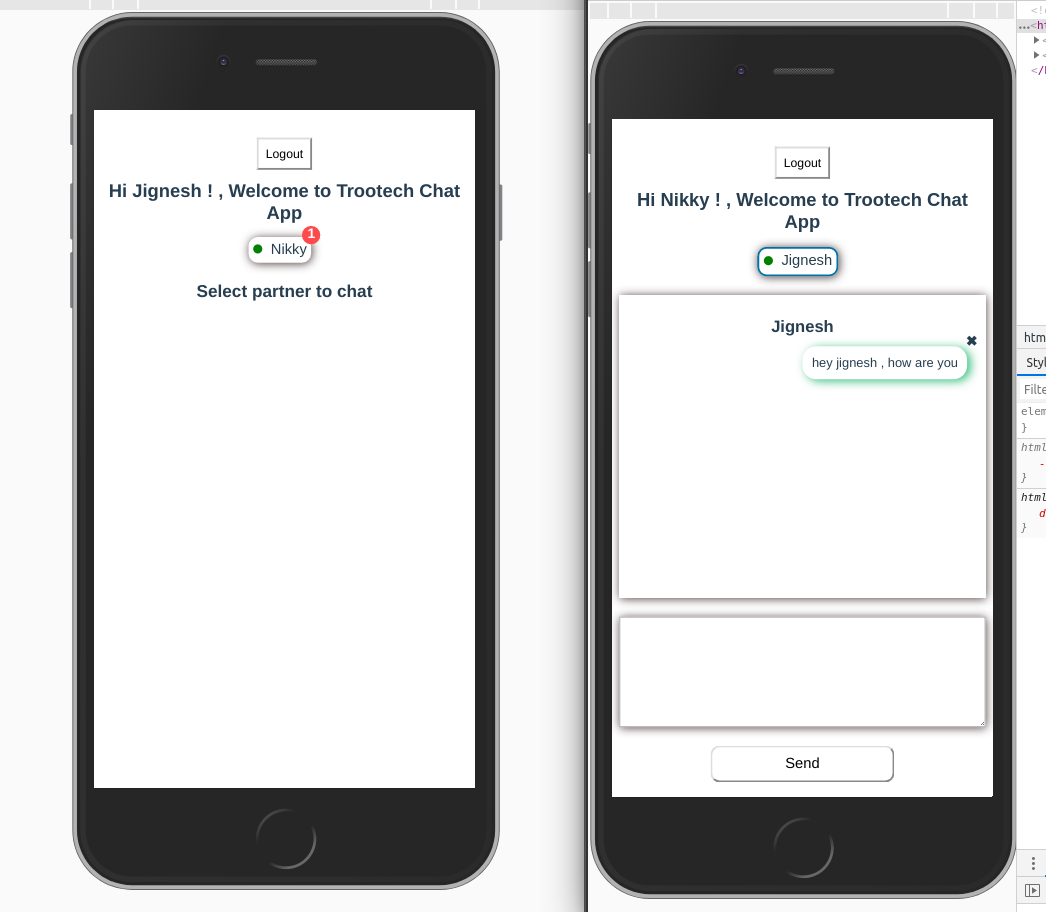 Logout
Hi Jignesh ! , Welcome to Trootech Chat
App
1
Nikky
Select partner to chat
Logout
Hi Nikky ! , Welcome to Trootech Chat
App
Jignesh
Jignesh
✖
hey jignesh , how are you
Send
…<ht
</h
htm
Styl
Filte
elem
}
html
}
html
d
}